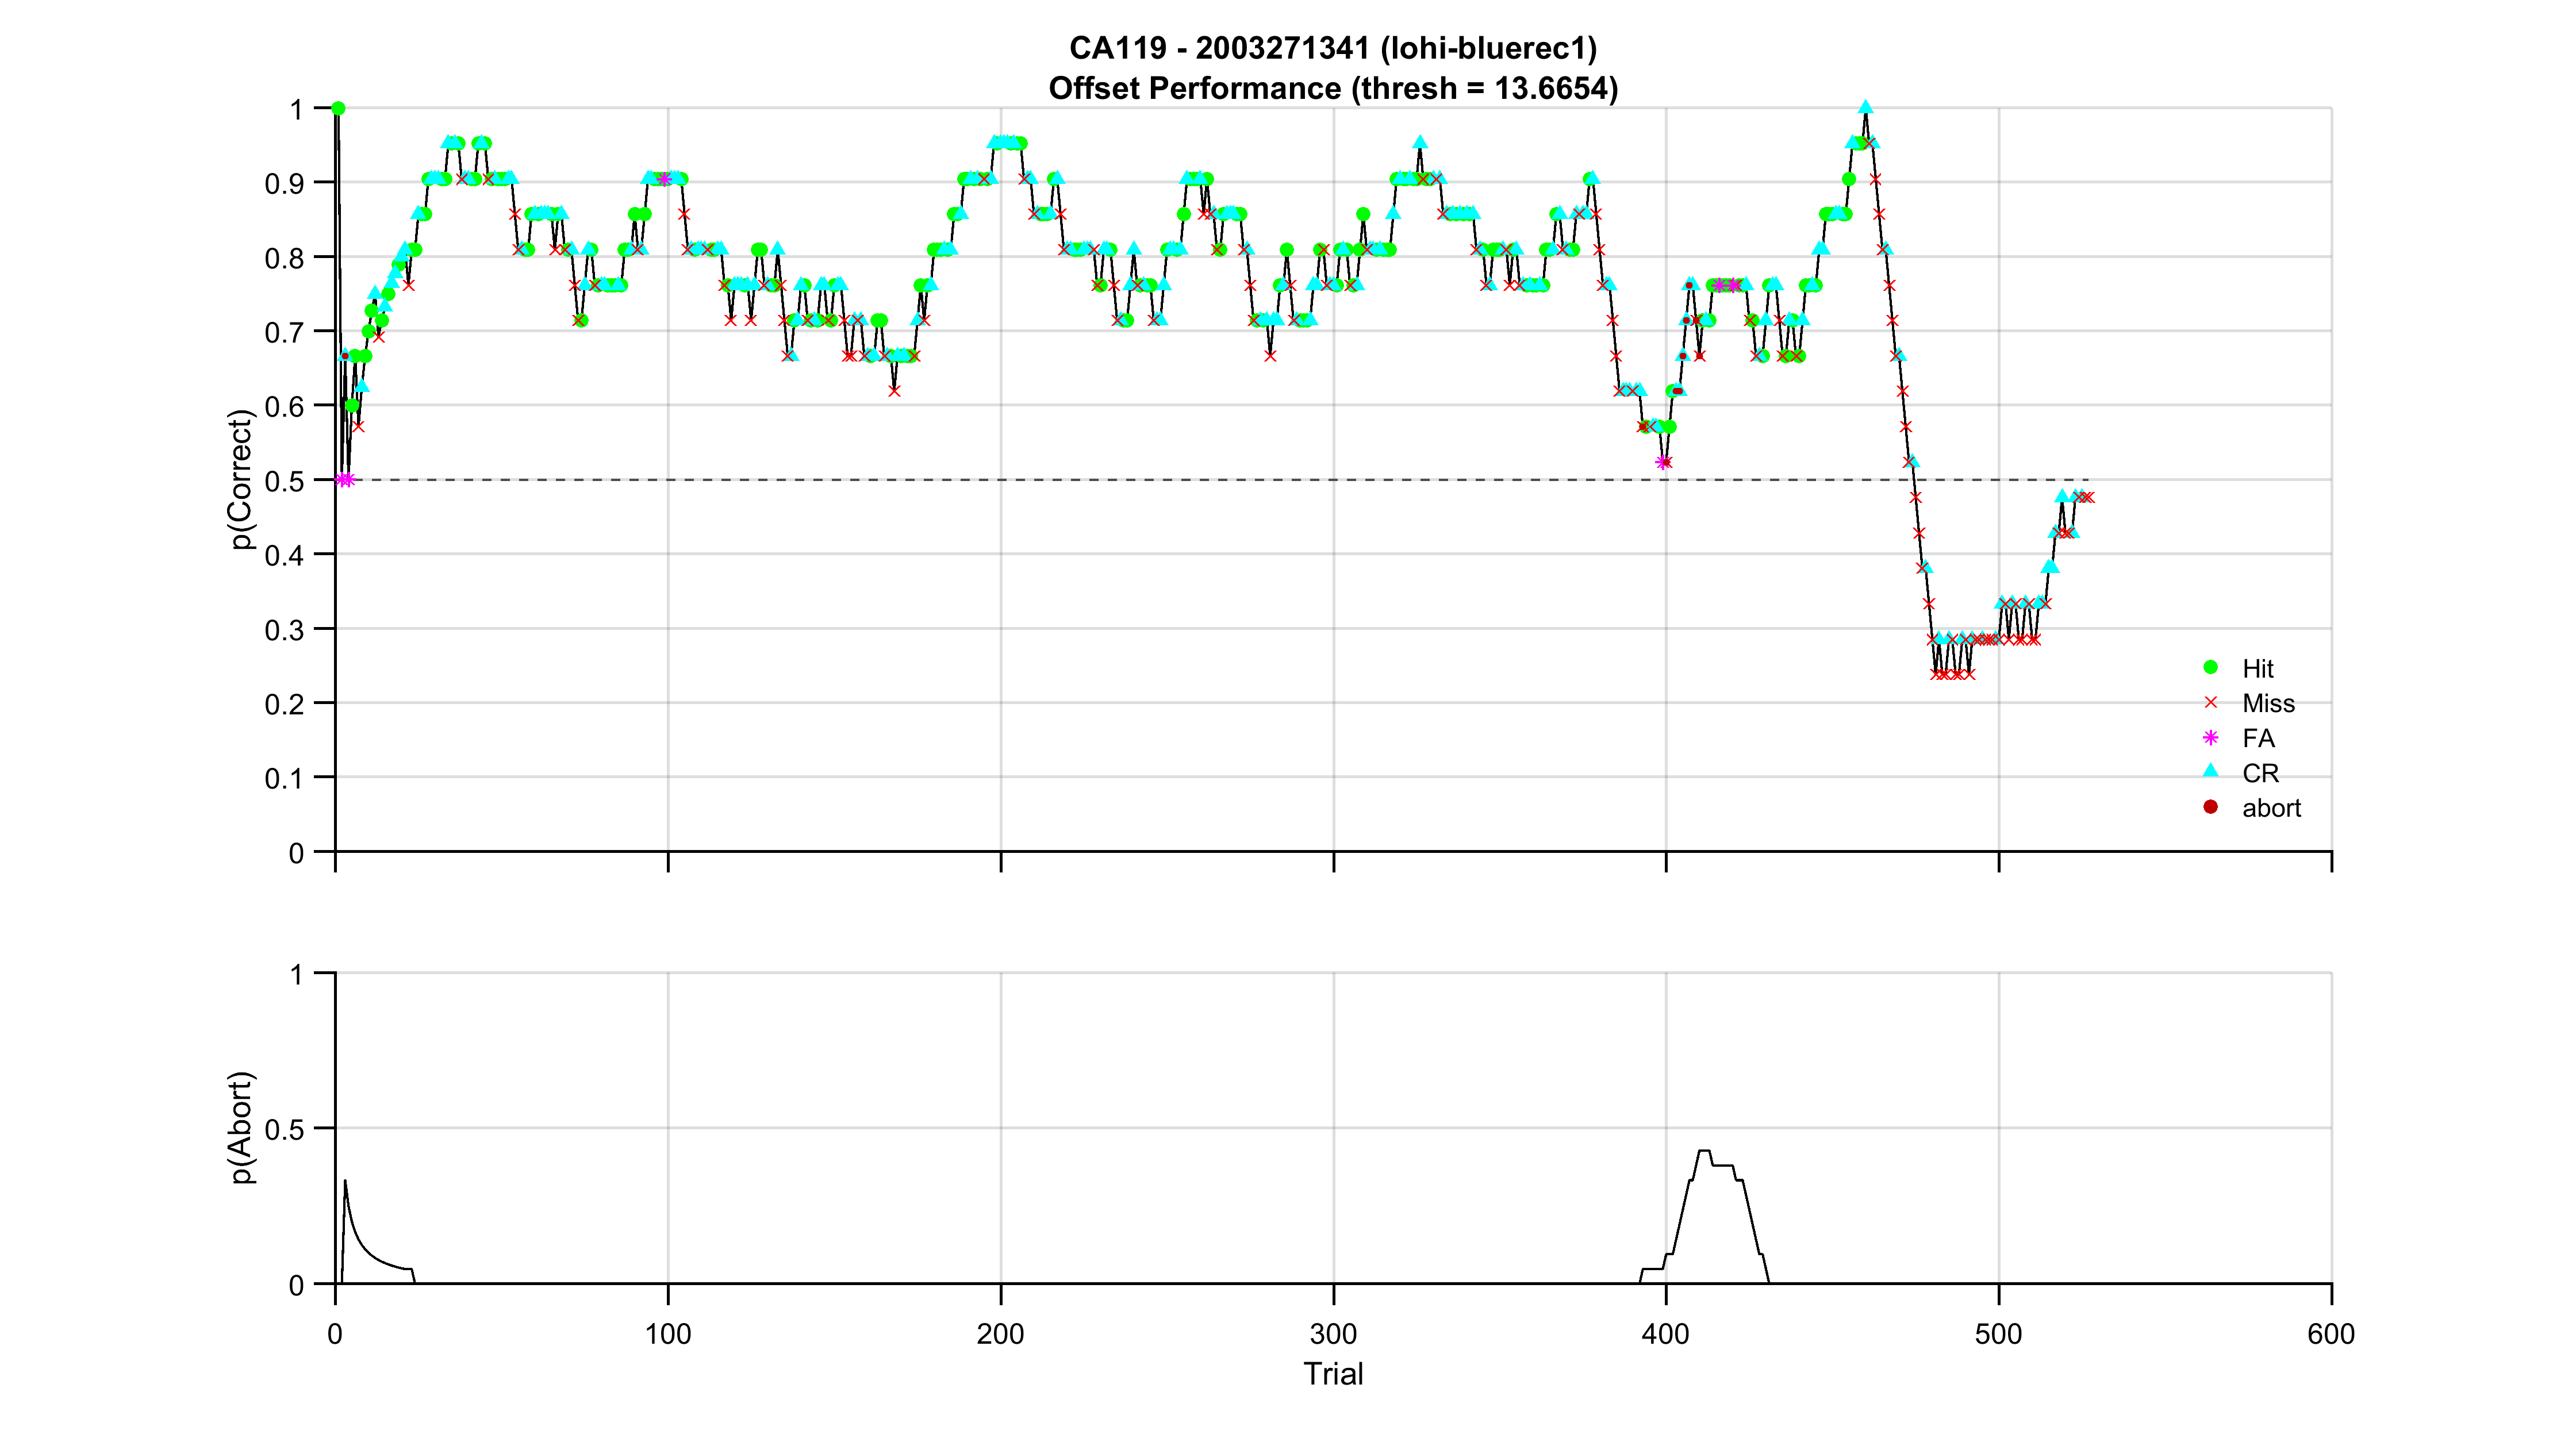 CA119 - 2003271341 (lohi-bluerec1)
Offset Performance (thresh = 13.6654)
1
0.9
0.8
0.7
0.6
0.5
0.4
0.3
0.2
0.1
0
p(Correct)
Hit
Miss
FA
CR
abort
1
0.5
0
p(Abort)
0 100 200 300 400 500 600
Trial